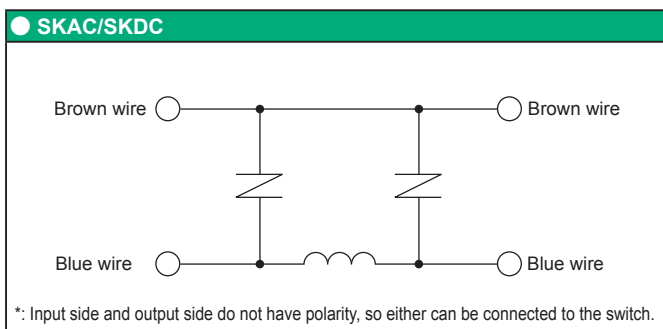 SKAC/SKDC
Brown wire
Brown wire
Blue wire
Blue wire
*: Input side and output side do not have polarity, so either can be connected to the switch.